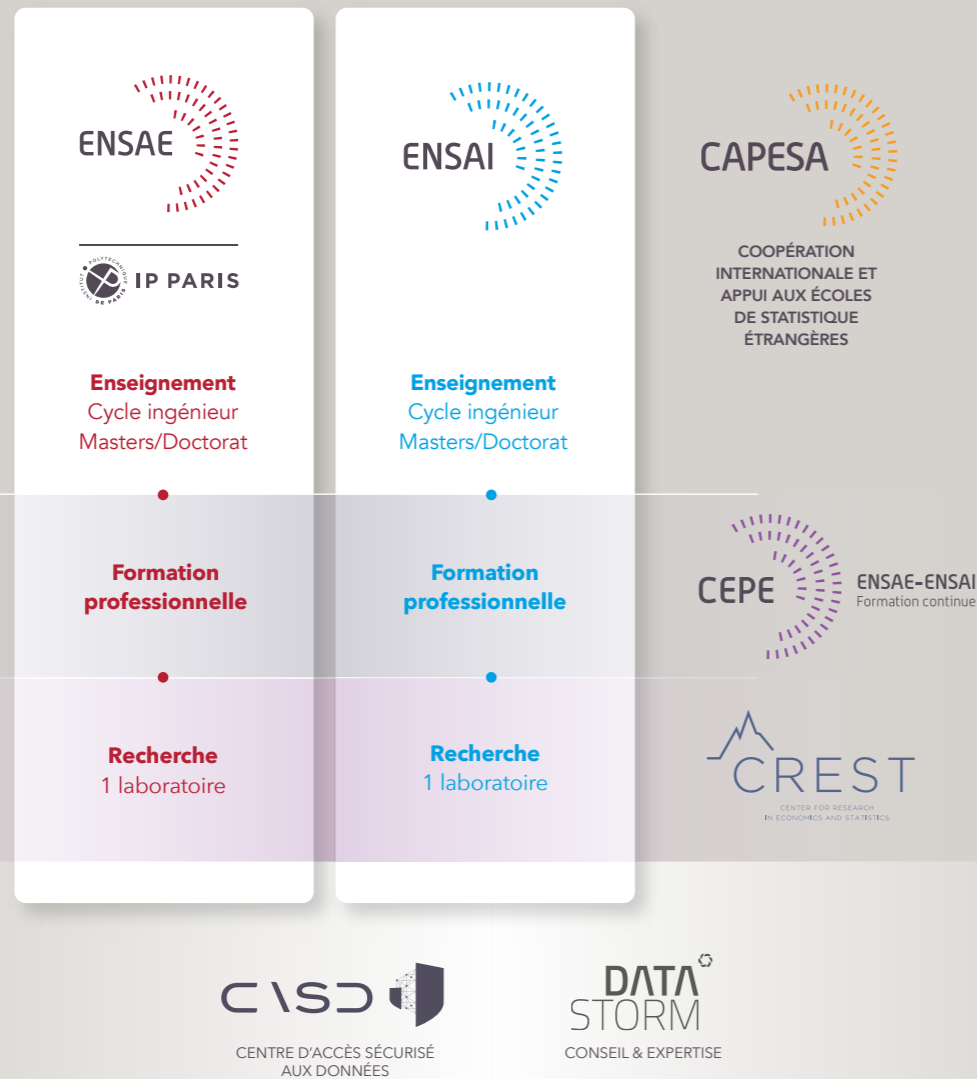 ENSAE
INSTITUT POLYTECHNIQUE DE PARIS
IP PARIS
Enseignement
Cycle ingénieur
Masters/Doctorat
Formation
professionnelle
Recherche
1 laboratoire
ENSAI
Enseignement
Cycle ingénieur
Masters/Doctorat
Formation
professionnelle
Recherche
1 laboratoire
CAPESA
COOPÉRATION
INTERNATIONALE ET
APPUI AUX ÉCOLES
DE STATISTIQUE
ÉTRANGÈRES
CEPE
ENSAE-ENSAI
Formation continue
CREST
CENTER FOR RESEARCH
IN ECONOMICS AND STATISTICS
CASD
CENTRE D'ACCÈS SÉCURISÉ
AUX DONNÉES
DATA
STORM
CONSEIL & EXPERTISE